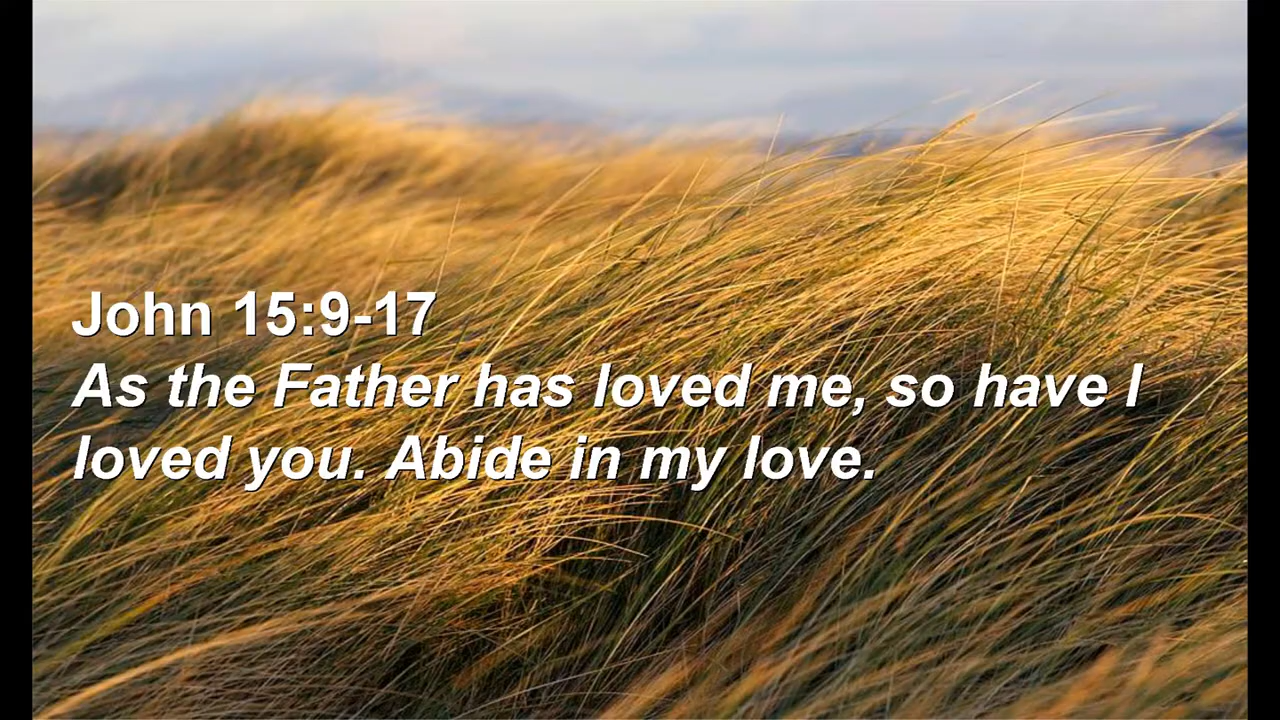 John 15:9-17
As the Father has loved me, so have I
loved you. Abide in my love.